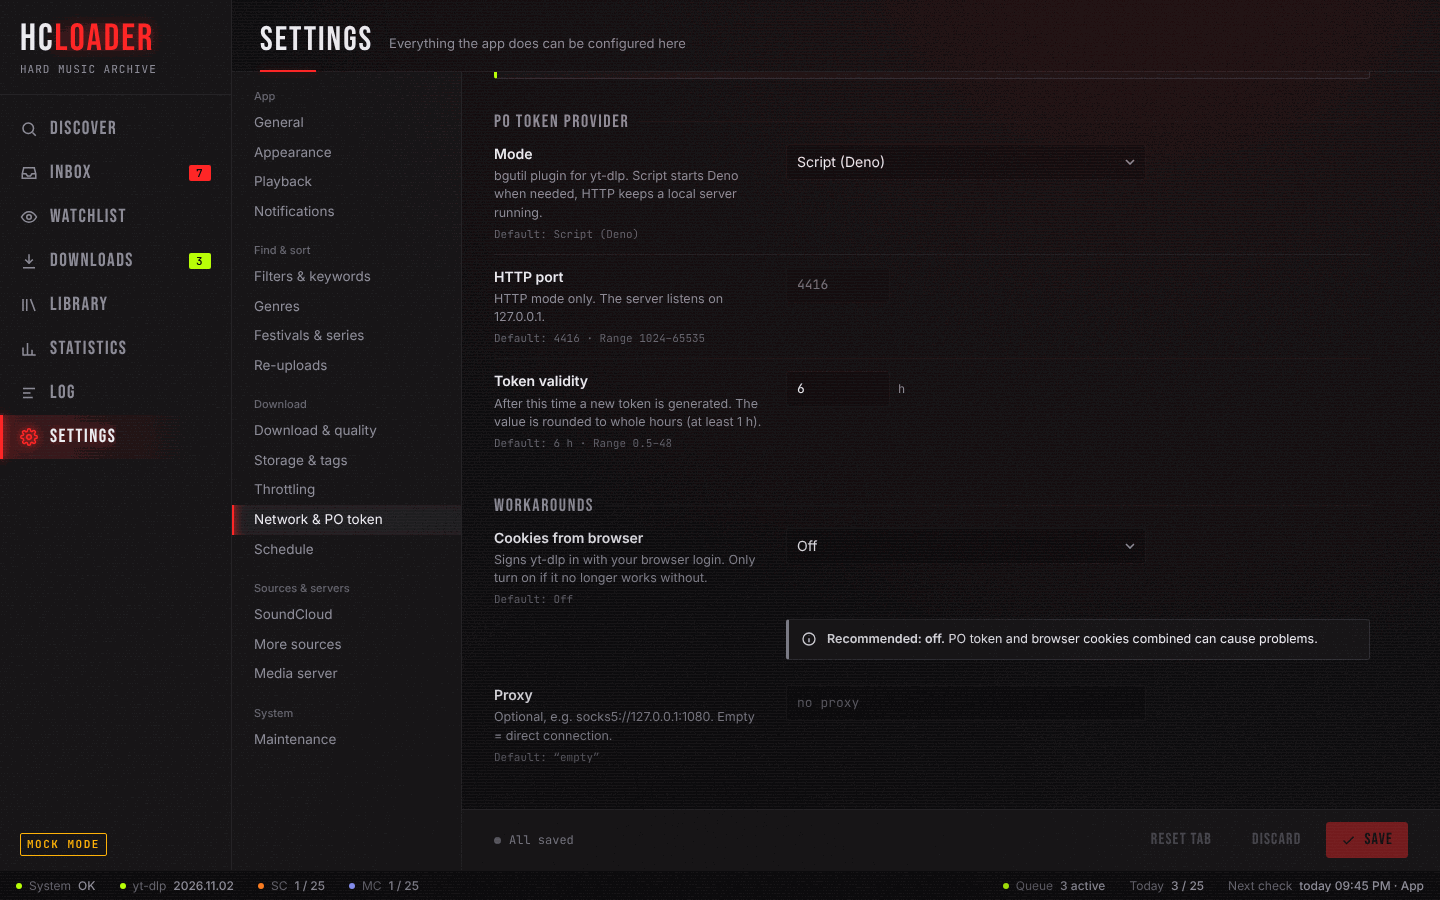 HCLOADER
HARD MUSIC ARCHIVE
DISCOVER
INBOX 7
WATCHLIST
DOWNLOADS 3
LIBRARY
STATISTICS
LOG
SETTINGS
MOCK MODE
SETTINGS Everything the app does can be configured here
App
General
Appearance
Playback
Notifications
Find & sort
Filters & keywords
Genres
Festivals & series
Re-uploads
Download
Download & quality
Storage & tags
Throttling
Network & PO token
Schedule
Sources & servers
SoundCloud
More sources
Media server
System
Maintenance
PO TOKEN PROVIDER
Mode
bgutil plugin for yt-dlp. Script starts Deno
when needed, HTTP keeps a local server
running.
Default: Script (Deno)
Script (Deno)
HTTP port
HTTP mode only. The server listens on
127.0.0.1.
Default: 4416 · Range 1024–65535
4416
Token validity
After this time a new token is generated. The
value is rounded to whole hours (at least 1 h).
Default: 6 h · Range 0.5–48
6 h
WORKAROUNDS
Cookies from browser
Signs yt-dlp in with your browser login. Only
turn on if it no longer works without.
Default: Off
Off
Recommended: off. PO token and browser cookies combined can cause problems.
Proxy
Optional, e.g. socks5://127.0.0.1:1080. Empty
= direct connection.
Default: “empty”
no proxy
All saved
RESET TAB DISCARD SAVE
System OK yt-dlp 2026.11.02 SC 1 / 25 MC 1 / 25 Queue 3 active Today 3 / 25 Next check today 09:45 PM · App